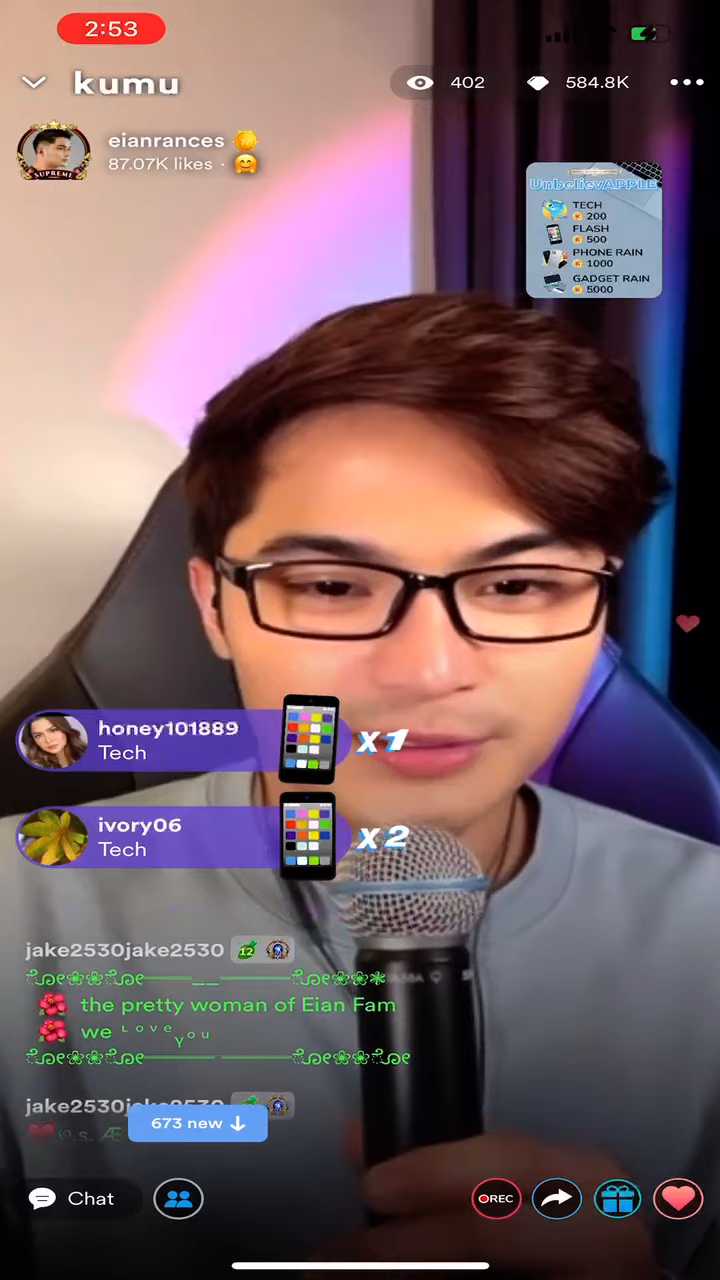 2:53
kumu
402
584.8K
eianrances
87.07K likes ·
SUPREME
UnbelievAPPLE
TECH
200
FLASH
500
PHONE RAIN
1000
GADGET RAIN
5000
honey101889
Tech
x1
ivory06
Tech
x2
jake2530jake2530 12
the pretty woman of Eian Fam
we ᴸ ᵒ ᵛ ᵉ ᵧ ₒ ᵤ
jake2530jake2530
673 new ↓
Chat
REC